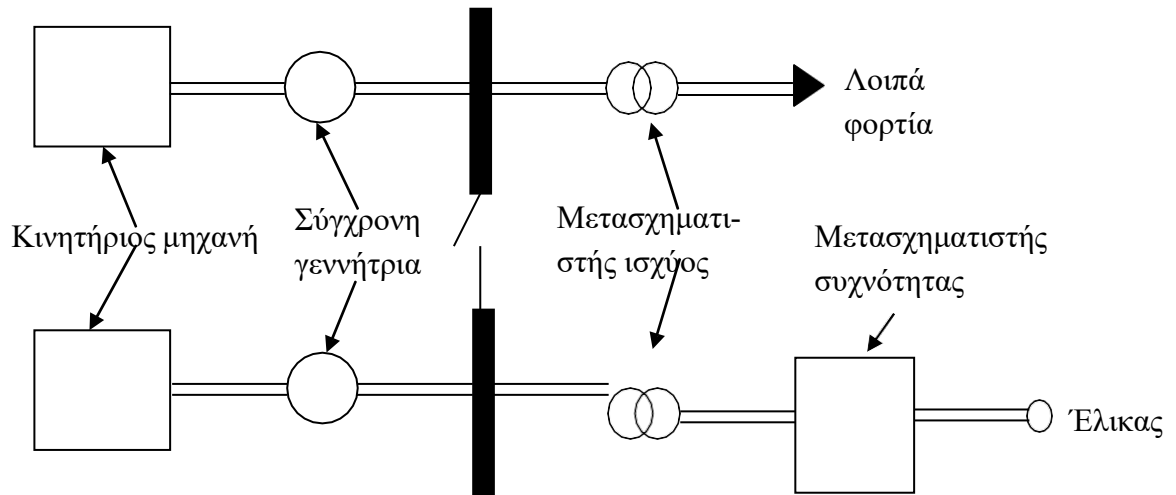 Λοιπά
φορτία
Κινητήριος μηχανή
Σύγχρονη
γεννήτρια
Μετασχηματι-
στής ισχύος
Μετασχηματιστής
συχνότητας
Έλικας